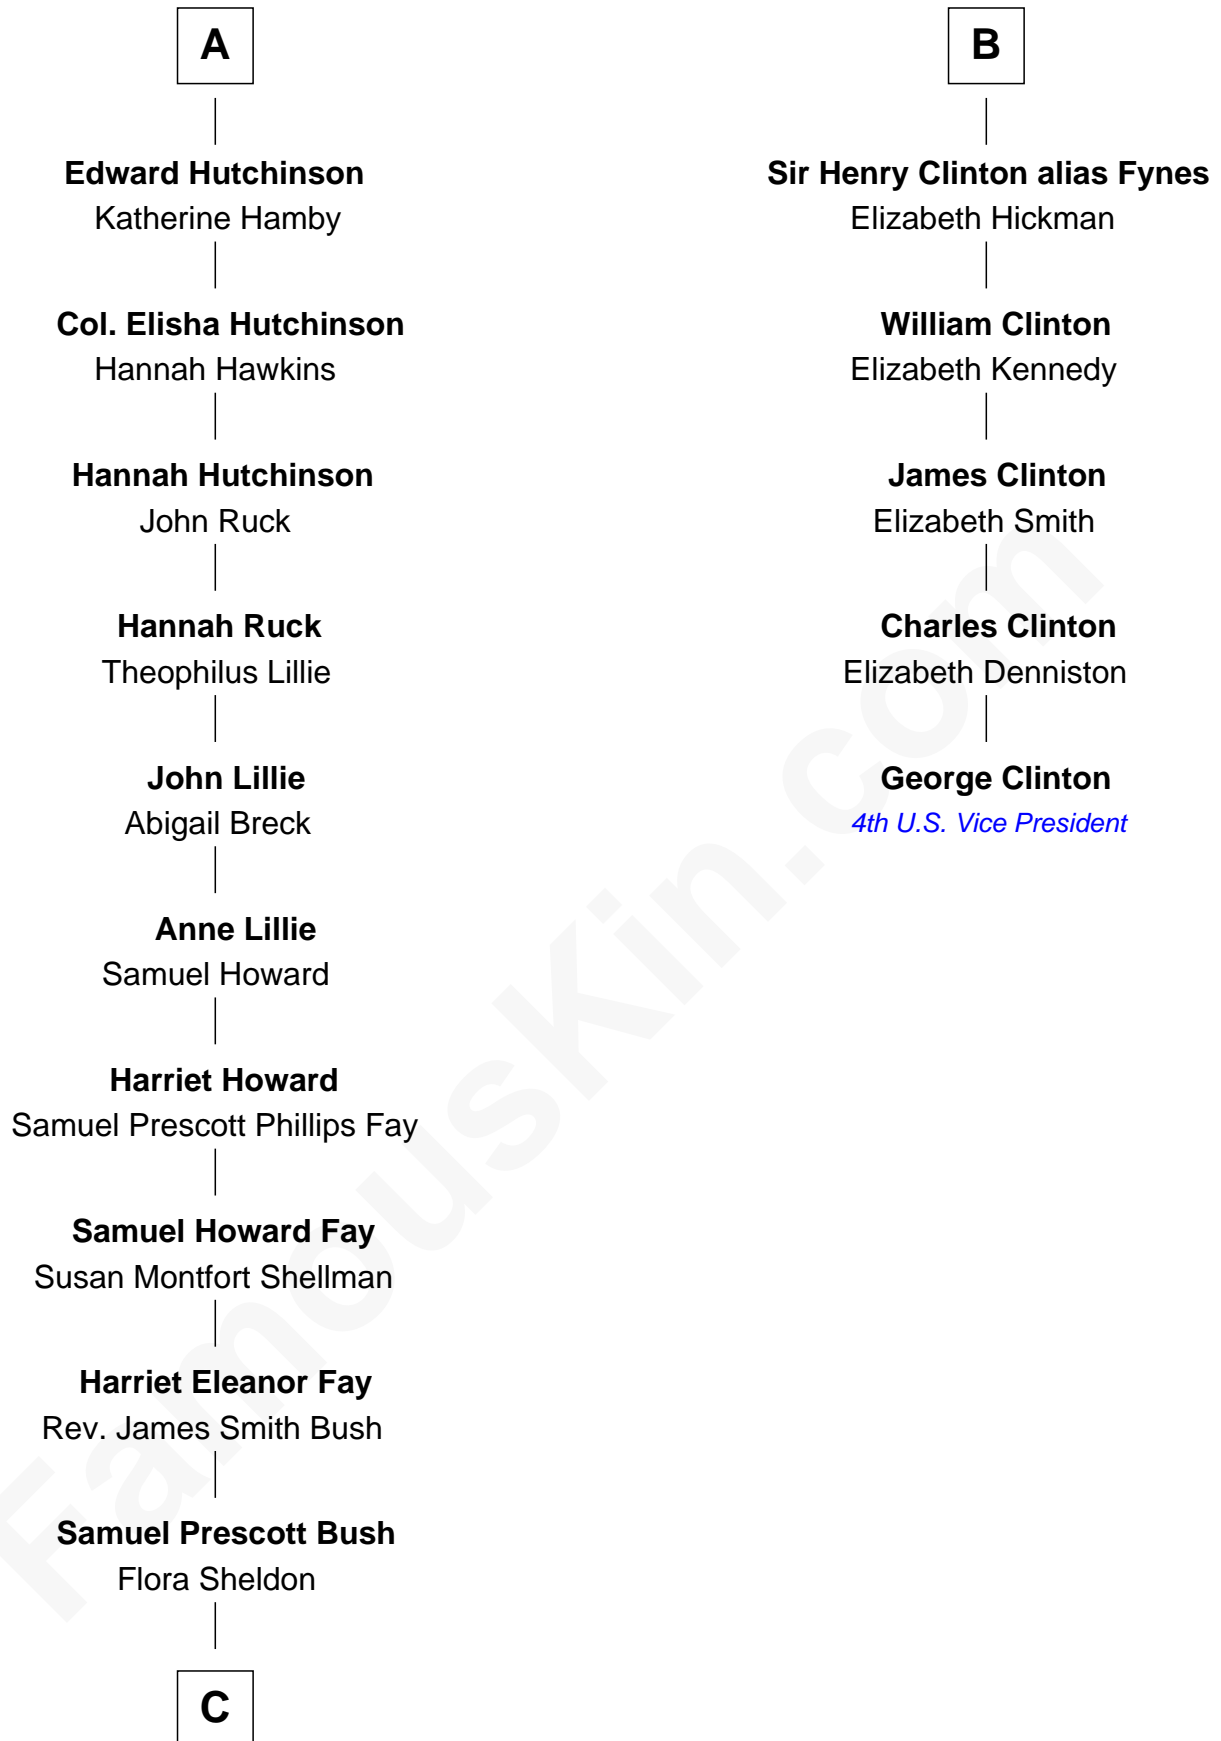 A
Edward Hutchinson
Katherine Hamby
Col. Elisha Hutchinson
Hannah Hawkins
Hannah Hutchinson
John Ruck
Hannah Ruck
Theophilus Lillie
John Lillie
Abigail Breck
Anne Lillie
Samuel Howard
Harriet Howard
Samuel Prescott Phillips Fay
Samuel Howard Fay
Susan Montfort Shellman
Harriet Eleanor Fay
Rev. James Smith Bush
Samuel Prescott Bush
Flora Sheldon
C
B
Sir Henry Clinton alias Fynes
Elizabeth Hickman
William Clinton
Elizabeth Kennedy
James Clinton
Elizabeth Smith
Charles Clinton
Elizabeth Denniston
George Clinton
4th U.S. Vice President
FamousKin.com